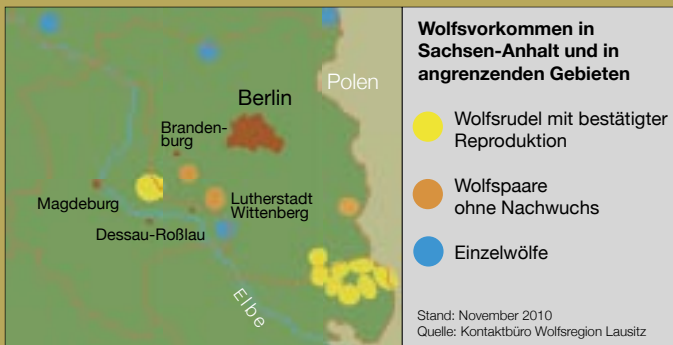 Polen
Berlin
Branden-
burg
Magdeburg
Lutherstadt
Wittenberg
Dessau-Roßlau
Elbe
Wolfsvorkommen in
Sachsen-Anhalt und in
angrenzenden Gebieten
Wolfsrudel mit bestätigter
Reproduktion
Wolfspaare
ohne Nachwuchs
Einzelwölfe
Stand: November 2010
Quelle: Kontaktbüro Wolfsregion Lausitz